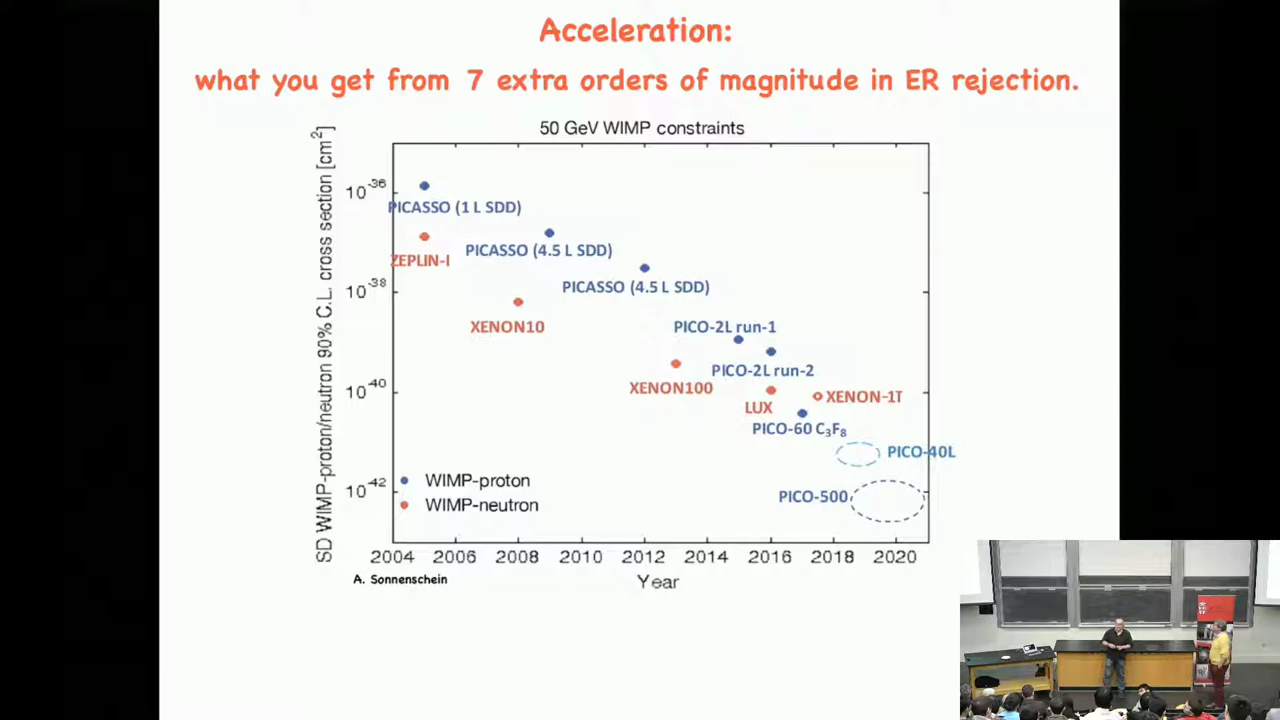 Acceleration:
what you get from 7 extra orders of magnitude in ER rejection.
50 GeV WIMP constraints
SD WIMP-proton/neutron 90% C.L. cross section [cm²]
10⁻³⁶
PICASSO (1 L SDD)
PICASSO (4.5 L SDD)
ZEPLIN-I
10⁻³⁸
PICASSO (4.5 L SDD)
XENON10
PICO-2L run-1
PICO-2L run-2
XENON100
10⁻⁴⁰
XENON-1T
LUX
PICO-60 C₃F₈
PICO-40L
WIMP-proton
10⁻⁴²
PICO-500
WIMP-neutron
2004 2006 2008 2010 2012 2014 2016 2018 2020
A. Sonnenschein
Year